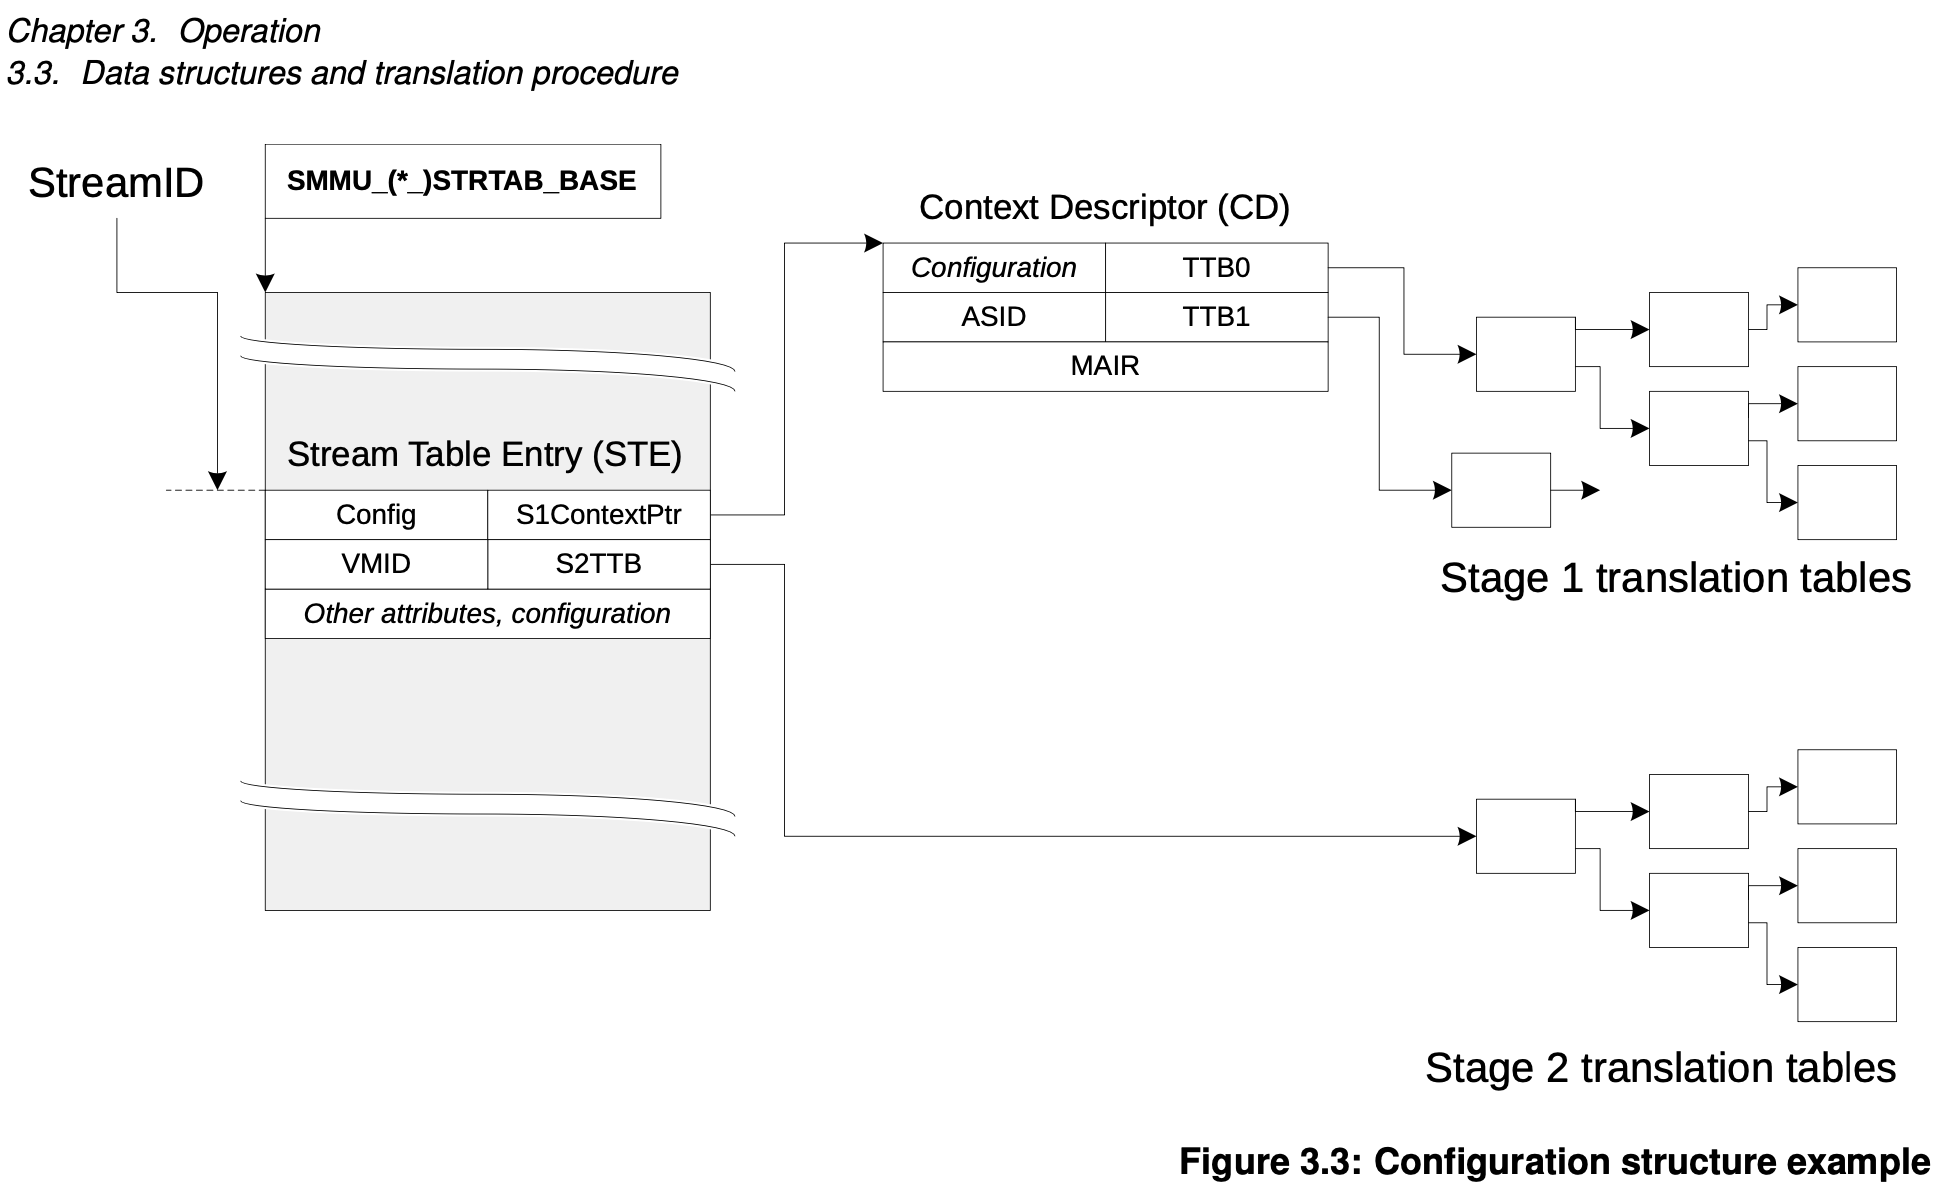 Chapter 3. Operation
3.3. Data structures and translation procedure
StreamID
SMMU_(*_)STRTAB_BASE
Stream Table Entry (STE)
Config
S1ContextPtr
VMID
S2TTB
Other attributes, configuration
Context Descriptor (CD)
Configuration
TTB0
ASID
TTB1
MAIR
Stage 1 translation tables
Stage 2 translation tables
Figure 3.3: Configuration structure example